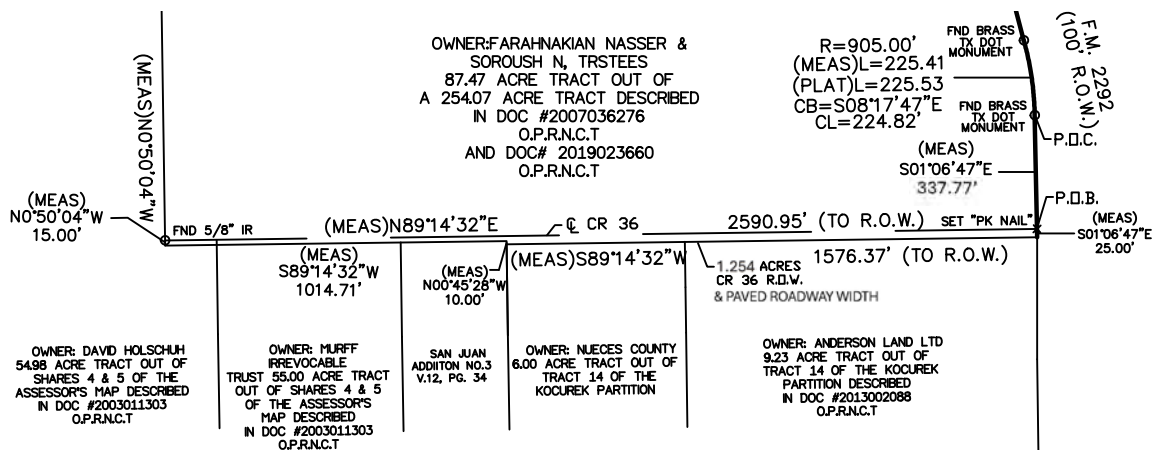 OWNER:FARAHNAKIAN NASSER &
SOROUSH N, TRSTEES
87.47 ACRE TRACT OUT OF
A 254.07 ACRE TRACT DESCRIBED
IN DOC #2007036276
O.P.R.N.C.T
AND DOC# 2019023660
O.P.R.N.C.T
R=905.00'
(MEAS)L=225.41
(PLAT)L=225.53
CB=S08°17'47"E
CL=224.82'
FND BRASS
TX DOT
MONUMENT
F.M. 2292
(100' R.O.W.)
FND BRASS
TX DOT
MONUMENT
P.O.C.
(MEAS)
S01°06'47"E
337.77'
P.O.B.
(MEAS)N0°50'04"W
(MEAS)
N0°50'04"W
15.00'
FND 5/8" IR
(MEAS)N89°14'32"E
℄ CR 36
2590.95' (TO R.O.W.)
SET "PK NAIL"
(MEAS)
S01°06'47"E
25.00'
(MEAS)
S89°14'32"W
1014.71'
(MEAS)
N00°45'28"W
10.00'
(MEAS)S89°14'32"W
1.254 ACRES
CR 36 R.O.W.
& PAVED ROADWAY WIDTH
1576.37' (TO R.O.W.)
OWNER: DAVID HOLSCHUH
54.98 ACRE TRACT OUT OF
SHARES 4 & 5 OF THE
ASSESSOR'S MAP DESCRIBED
IN DOC #2003011303
O.P.R.N.C.T
OWNER: MURFF
IRREVOCABLE
TRUST 55.00 ACRE TRACT
OUT OF SHARES 4 & 5
OF THE ASSESSOR'S
MAP DESCRIBED
IN DOC #2003011303
O.P.R.N.C.T
SAN JUAN
ADDIITON NO.3
V.12, PG. 34
OWNER: NUECES COUNTY
6.00 ACRE TRACT OUT OF
TRACT 14 OF THE
KOCUREK PARTITION
OWNER: ANDERSON LAND LTD
9.23 ACRE TRACT OUT OF
TRACT 14 OF THE KOCUREK
PARTITION DESCRIBED
IN DOC #2013002088
O.P.R.N.C.T